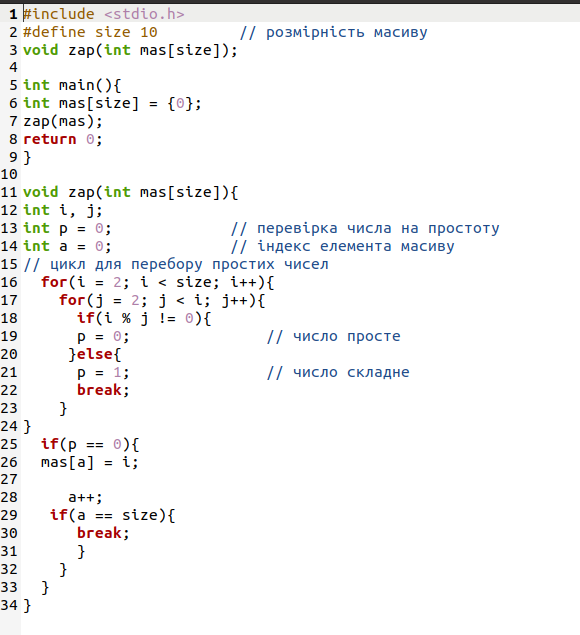 1 #include <stdio.h>
2 #define size 10 // розмірність масиву
3 void zap(int mas[size]);
4
5 int main(){
6 int mas[size] = {0};
7 zap(mas);
8 return 0;
9 }
10
11 void zap(int mas[size]){
12 int i, j;
13 int p = 0; // перевірка числа на простоту
14 int a = 0; // індекс елемента масиву
15 // цикл для перебору простих чисел
16 for(i = 2; i < size; i++){
17 for(j = 2; j < i; j++){
18 if(i % j != 0){
19 p = 0; // число просте
20 }else{
21 p = 1; // число складне
22 break;
23 }
24 }
25 if(p == 0){
26 mas[a] = i;
27
28 a++;
29 if(a == size){
30 break;
31 }
32 }
33 }
34 }